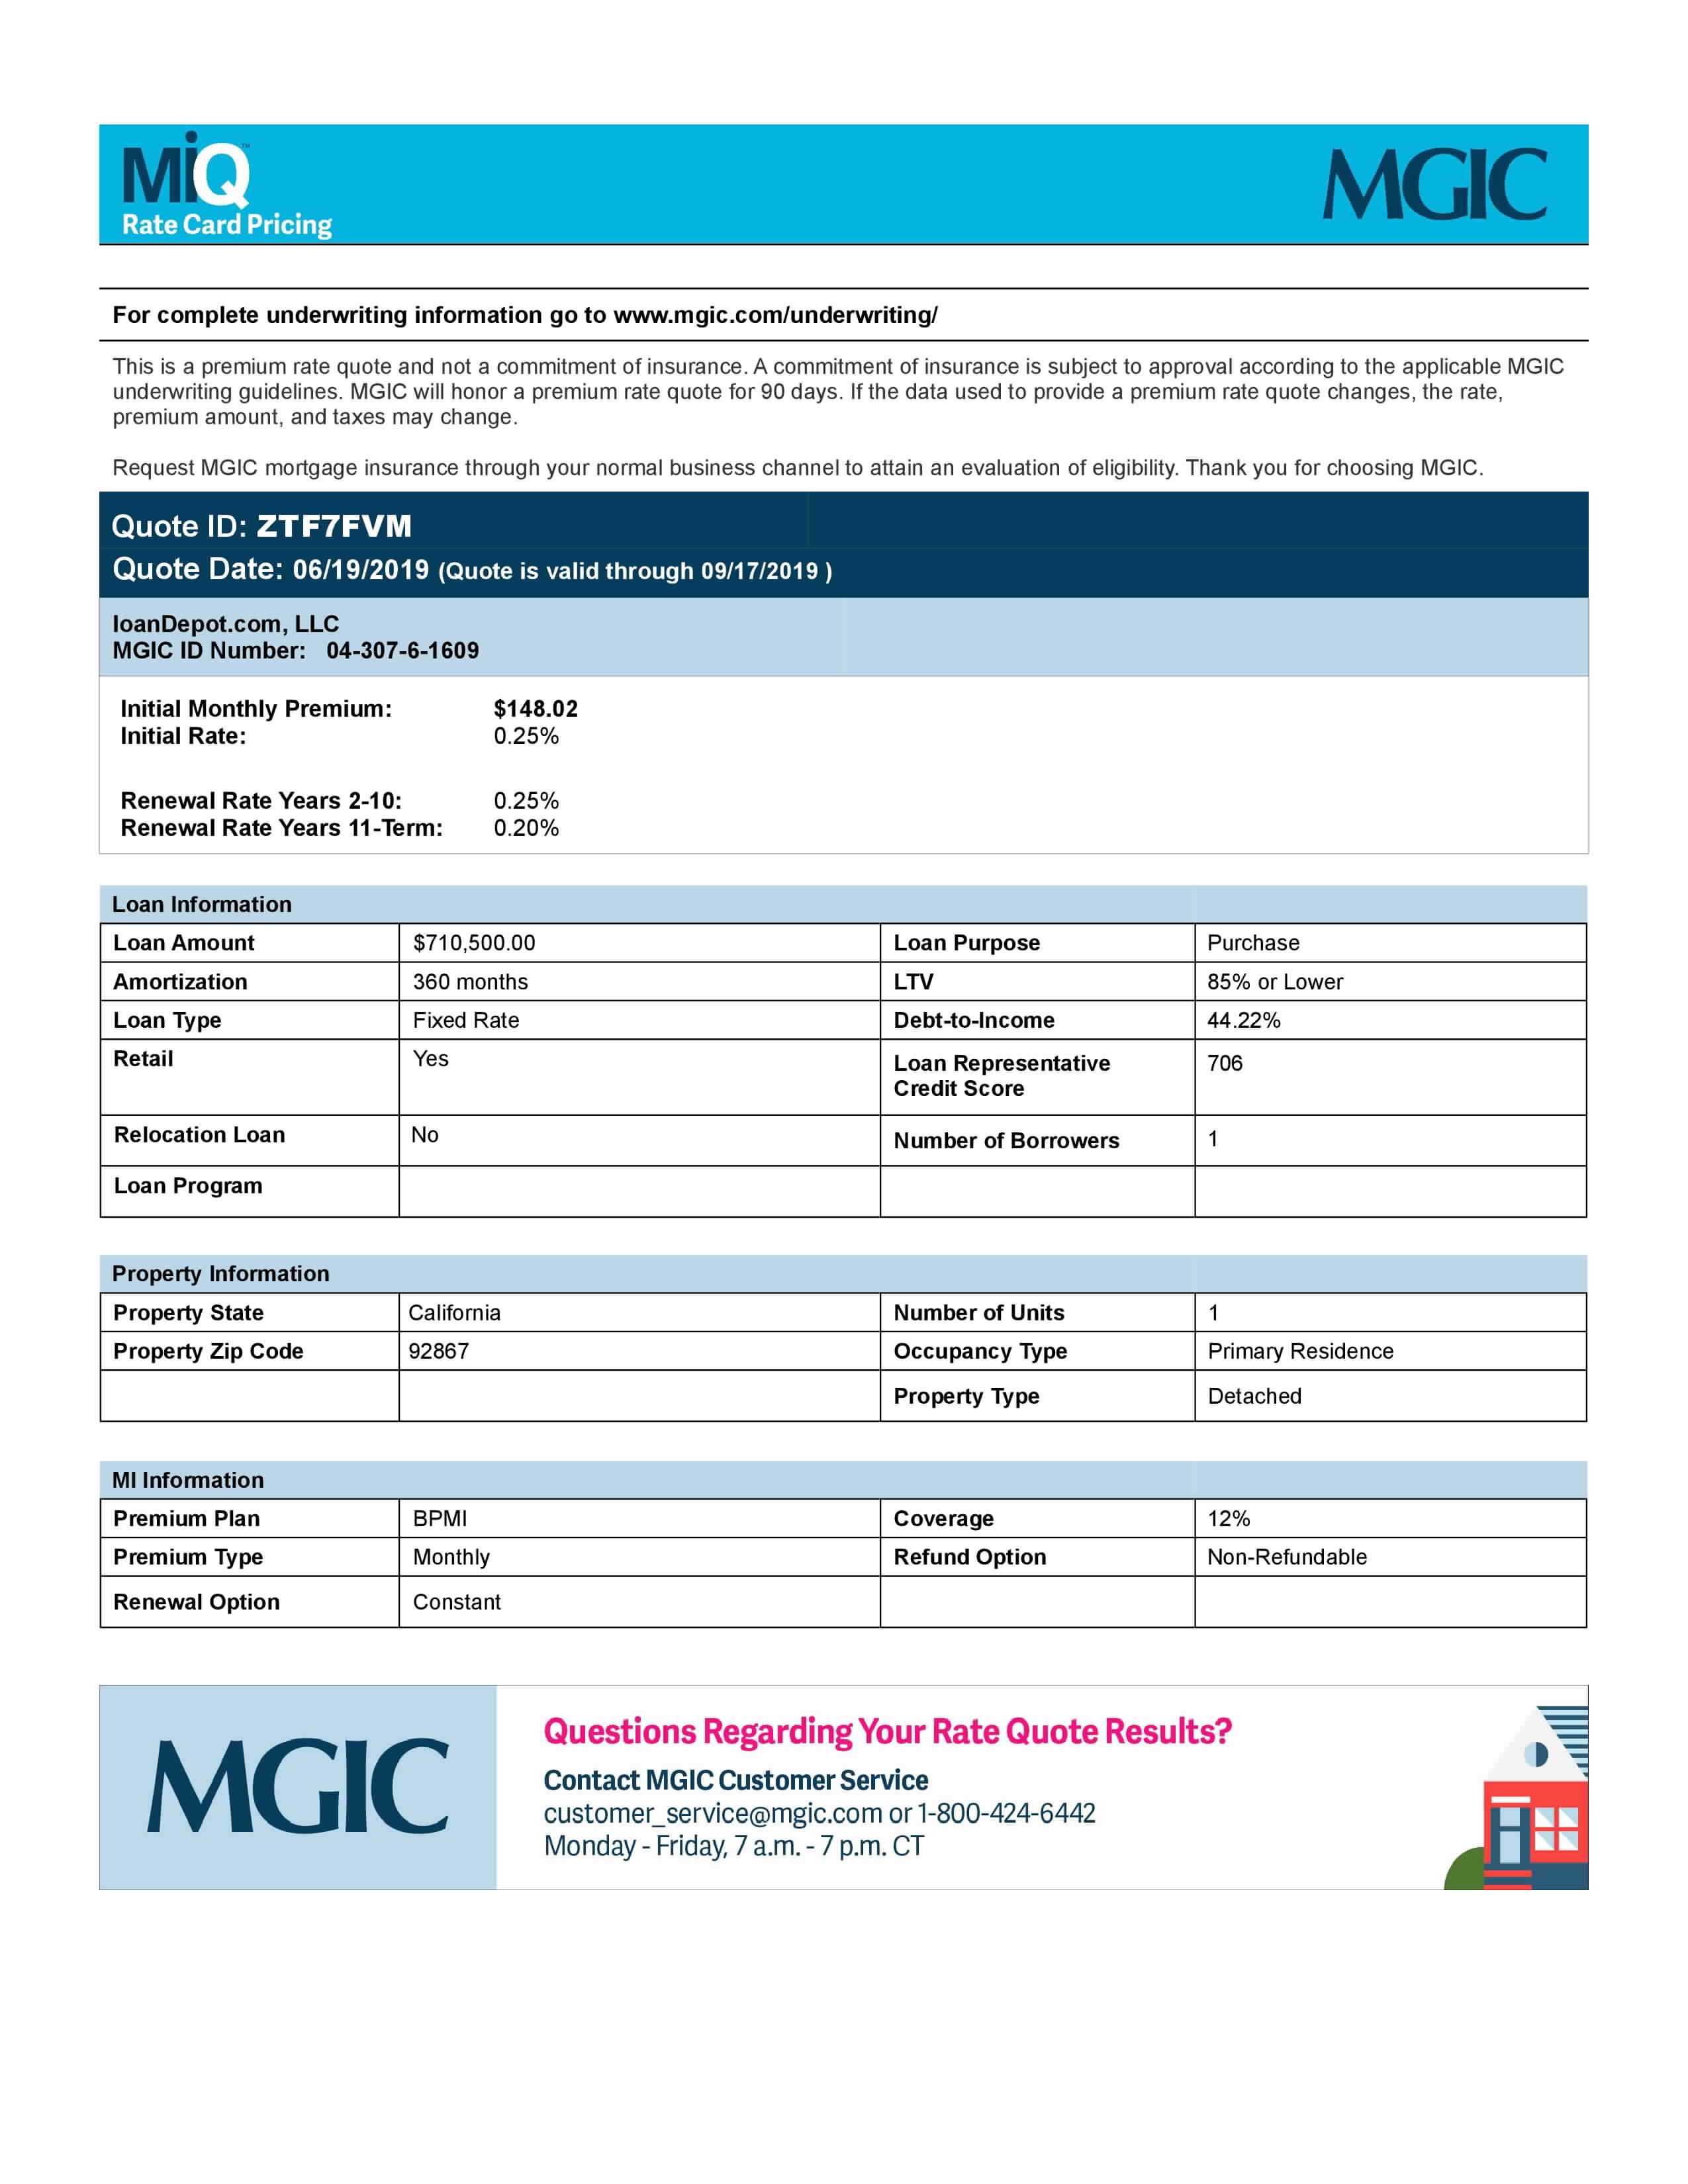 MiQ™
Rate Card Pricing
MGIC
For complete underwriting information go to www.mgic.com/underwriting/
This is a premium rate quote and not a commitment of insurance. A commitment of insurance is subject to approval according to the applicable MGIC
underwriting guidelines. MGIC will honor a premium rate quote for 90 days. If the data used to provide a premium rate quote changes, the rate,
premium amount, and taxes may change.
Request MGIC mortgage insurance through your normal business channel to attain an evaluation of eligibility. Thank you for choosing MGIC.
Quote ID: ZTF7FVM
Quote Date: 06/19/2019 (Quote is valid through 09/17/2019 )
loanDepot.com, LLC
MGIC ID Number: 04-307-6-1609
Initial Monthly Premium: $148.02
Initial Rate: 0.25%
Renewal Rate Years 2-10: 0.25%
Renewal Rate Years 11-Term: 0.20%
Loan Information
Loan Amount $710,500.00 Loan Purpose Purchase
Amortization 360 months LTV 85% or Lower
Loan Type Fixed Rate Debt-to-Income 44.22%
Retail Yes Loan Representative 706
Credit Score
Relocation Loan No Number of Borrowers 1
Loan Program
Property Information
Property State California Number of Units 1
Property Zip Code 92867 Occupancy Type Primary Residence
Property Type Detached
MI Information
Premium Plan BPMI Coverage 12%
Premium Type Monthly Refund Option Non-Refundable
Renewal Option Constant
MGIC
Questions Regarding Your Rate Quote Results?
Contact MGIC Customer Service
customer_service@mgic.com or 1-800-424-6442
Monday - Friday, 7 a.m. - 7 p.m. CT